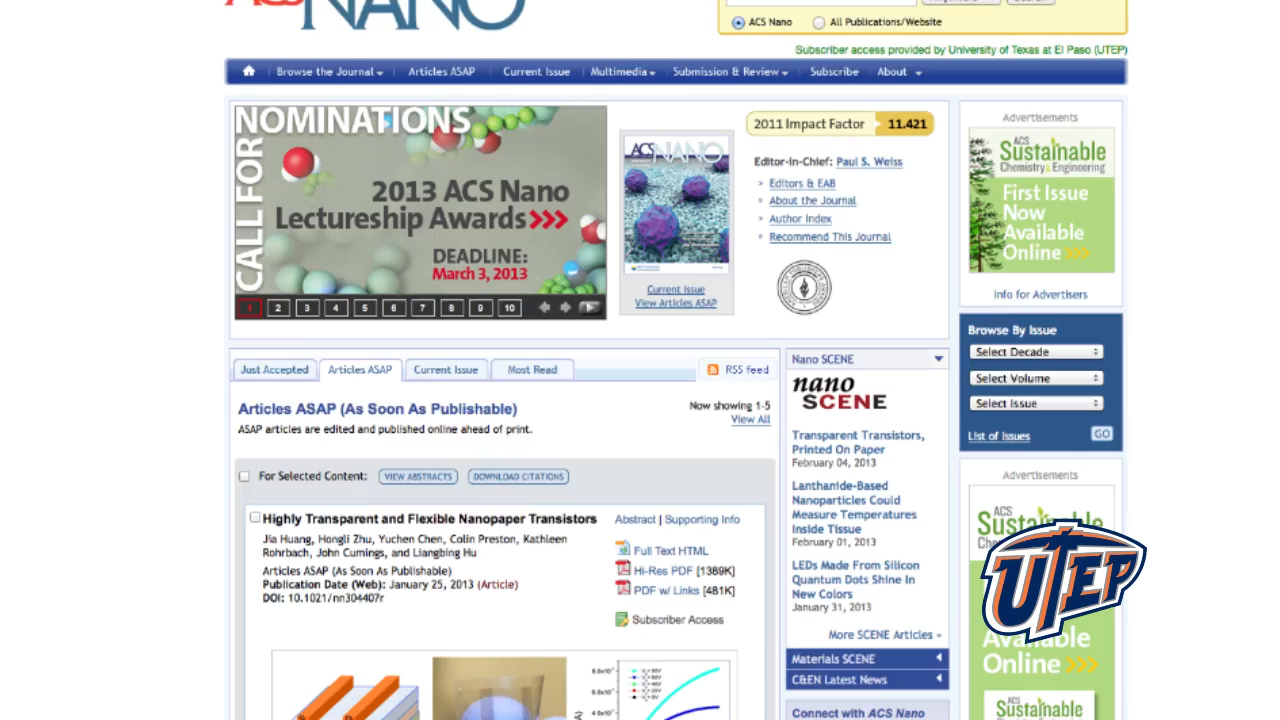 ACS NANO
ACS Nano
All Publications/Website
Subscriber access provided by University of Texas at El Paso (UTEP)
Browse the Journal
Articles ASAP
Current Issue
Multimedia
Submission & Review
Subscribe
About
CALL FOR
NOMINATIONS
2013 ACS Nano
Lectureship Awards
DEADLINE:
March 3, 2013
1 2 3 4 5 6 7 8 9 10
ACS NANO
Current Issue
View Articles ASAP
2011 Impact Factor 11.421
Editor-in-Chief: Paul S. Weiss
» Editors & EAB
» About the Journal
» Author Index
» Recommend This Journal
Advertisements
ACS
Sustainable
Chemistry & Engineering
First Issue
Now
Available
Online >>>
Info for Advertisers
Browse By Issue
Select Decade
Select Volume
Select Issue
List of Issues
GO
Just Accepted
Articles ASAP
Current Issue
Most Read
RSS feed
Articles ASAP (As Soon As Publishable)
ASAP articles are edited and published online ahead of print.
Now showing 1-5
View All
For Selected Content:
VIEW ABSTRACTS
DOWNLOAD CITATIONS
Highly Transparent and Flexible Nanopaper Transistors
Jia Huang, Hongli Zhu, Yuchen Chen, Colin Preston, Kathleen
Rohrbach, John Cumings, and Liangbing Hu
Articles ASAP (As Soon As Publishable)
Publication Date (Web): January 25, 2013 (Article)
DOI: 10.1021/nn304407r
Abstract | Supporting Info
Full Text HTML
Hi-Res PDF [1389K]
PDF w/ Links [481K]
Subscriber Access
Nano SCENE
nano
SCENE
Transparent Transistors,
Printed On Paper
February 04, 2013
Lanthanide-Based
Nanoparticles Could
Measure Temperatures
Inside Tissue
February 01, 2013
LEDs Made From Silicon
Quantum Dots Shine In
New Colors
January 31, 2013
More SCENE Articles »
Materials SCENE
C&EN Latest News
Connect with ACS Nano
Advertisements
ACS
Sustainable
UTEP
Available
Online >>>
ACS
Sustainable